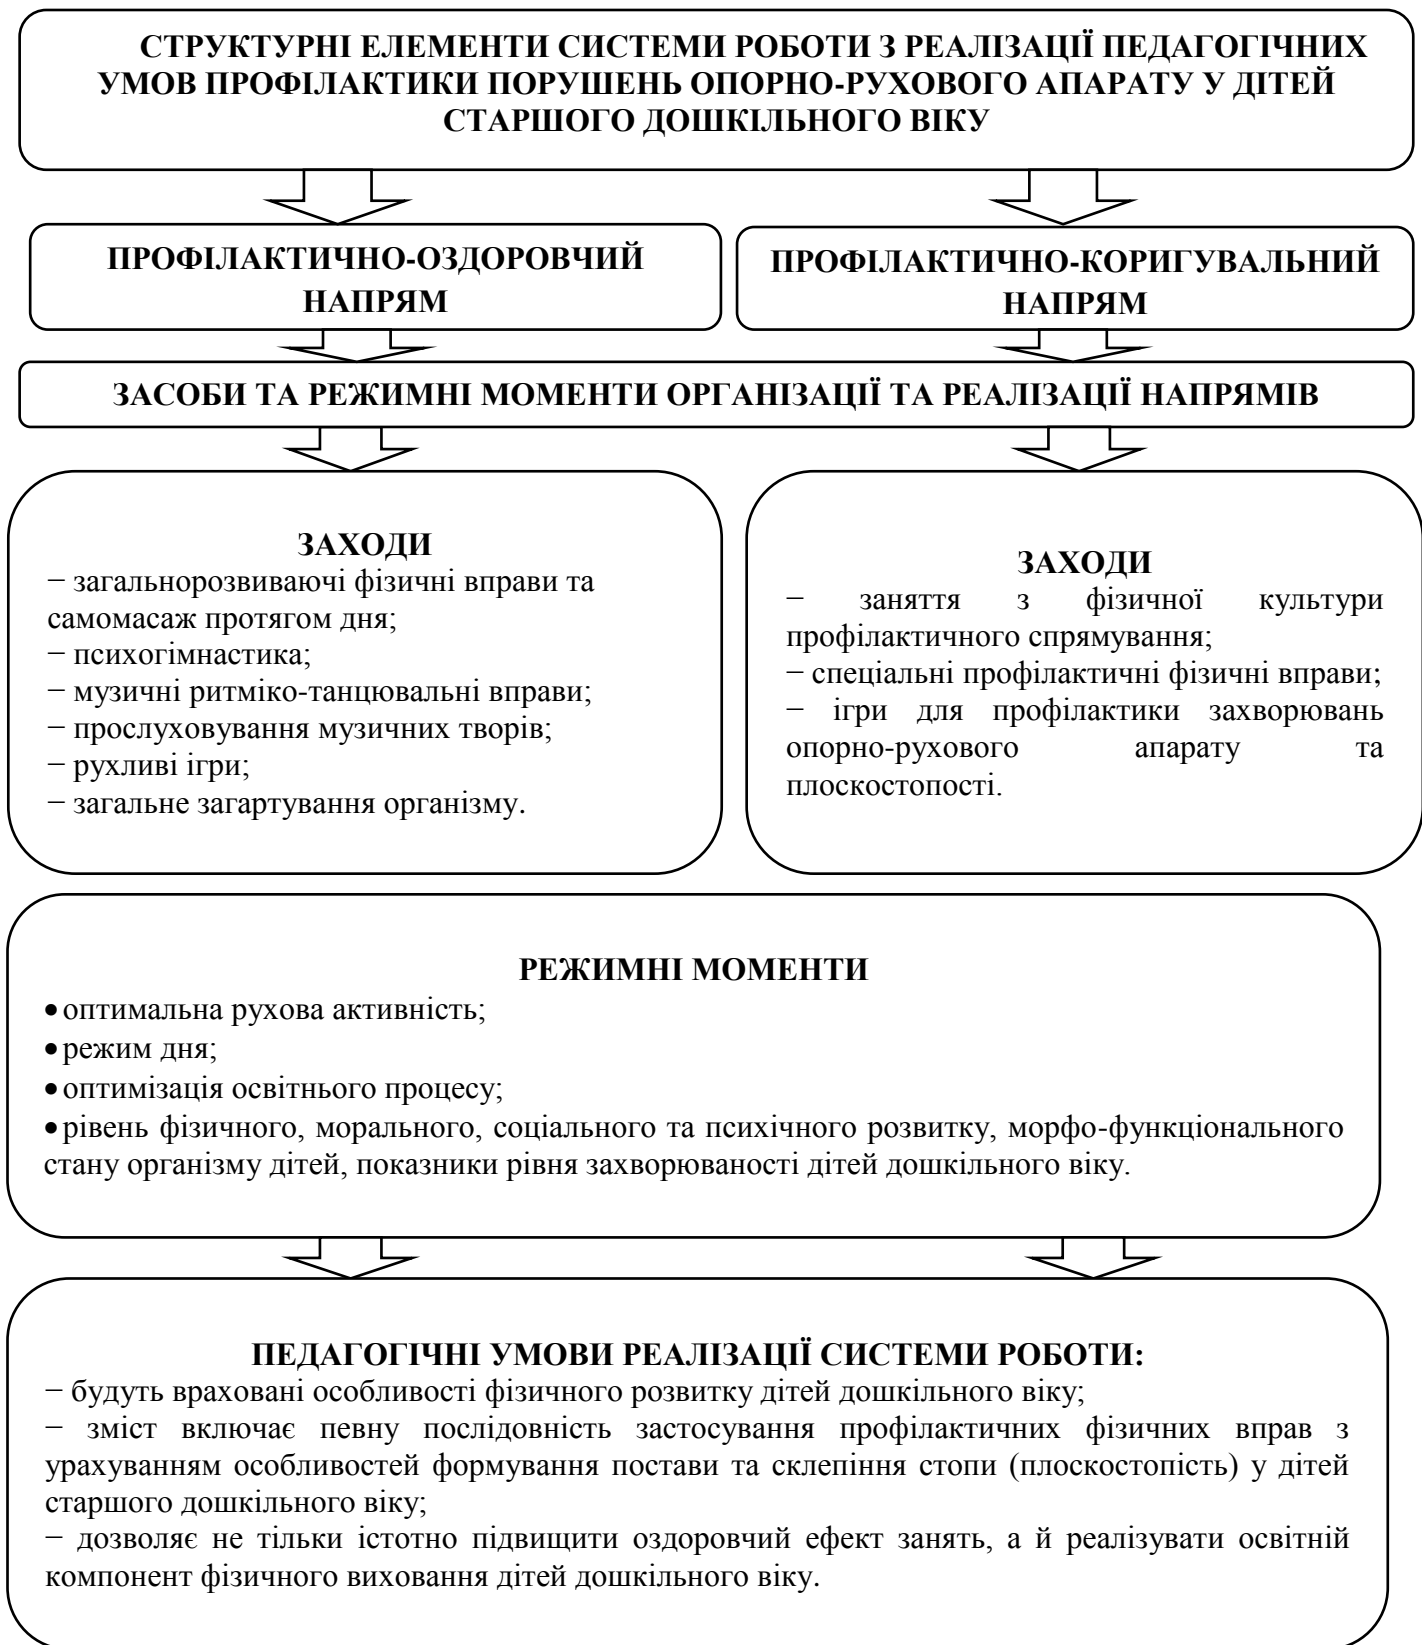 СТРУКТУРНІ ЕЛЕМЕНТИ СИСТЕМИ РОБОТИ З РЕАЛІЗАЦІЇ ПЕДАГОГІЧНИХ
УМОВ ПРОФІЛАКТИКИ ПОРУШЕНЬ ОПОРНО-РУХОВОГО АПАРАТУ У ДІТЕЙ
СТАРШОГО ДОШКІЛЬНОГО ВІКУ
ПРОФІЛАКТИЧНО-ОЗДОРОВЧИЙ
НАПРЯМ
ПРОФІЛАКТИЧНО-КОРИГУВАЛЬНИЙ
НАПРЯМ
ЗАСОБИ ТА РЕЖИМНІ МОМЕНТИ ОРГАНІЗАЦІЇ ТА РЕАЛІЗАЦІЇ НАПРЯМІВ
ЗАХОДИ
− загальнорозвиваючі фізичні вправи та
самомасаж протягом дня;
− психогімнастика;
− музичні ритміко-танцювальні вправи;
− прослуховування музичних творів;
− рухливі ігри;
− загальне загартування організму.
ЗАХОДИ
− заняття з фізичної культури
профілактичного спрямування;
− спеціальні профілактичні фізичні вправи;
− ігри для профілактики захворювань
опорно-рухового апарату та
плоскостопості.
РЕЖИМНІ МОМЕНТИ
• оптимальна рухова активність;
• режим дня;
• оптимізація освітнього процесу;
• рівень фізичного, морального, соціального та психічного розвитку, морфо-функціонального
стану організму дітей, показники рівня захворюваності дітей дошкільного віку.
ПЕДАГОГІЧНІ УМОВИ РЕАЛІЗАЦІЇ СИСТЕМИ РОБОТИ:
− будуть враховані особливості фізичного розвитку дітей дошкільного віку;
− зміст включає певну послідовність застосування профілактичних фізичних вправ з
урахуванням особливостей формування постави та склепіння стопи (плоскостопість) у дітей
старшого дошкільного віку;
− дозволяє не тільки істотно підвищити оздоровчий ефект занять, а й реалізувати освітній
компонент фізичного виховання дітей дошкільного віку.